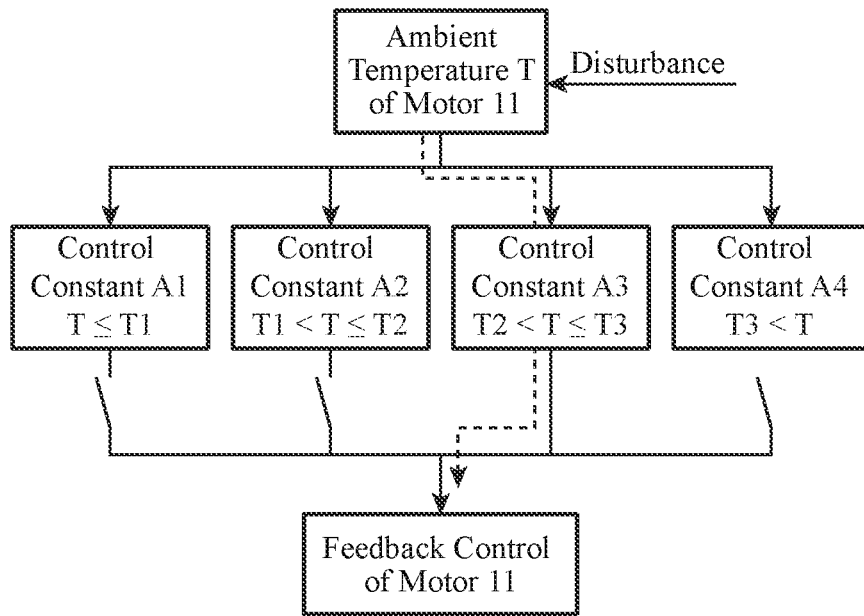 Ambient
Temperature T
of Motor 11
Disturbance
Control
Constant A1
T ≤ T1
Control
Constant A2
T1 < T ≤ T2
Control
Constant A3
T2 < T ≤ T3
Control
Constant A4
T3 < T
Feedback Control
of Motor 11